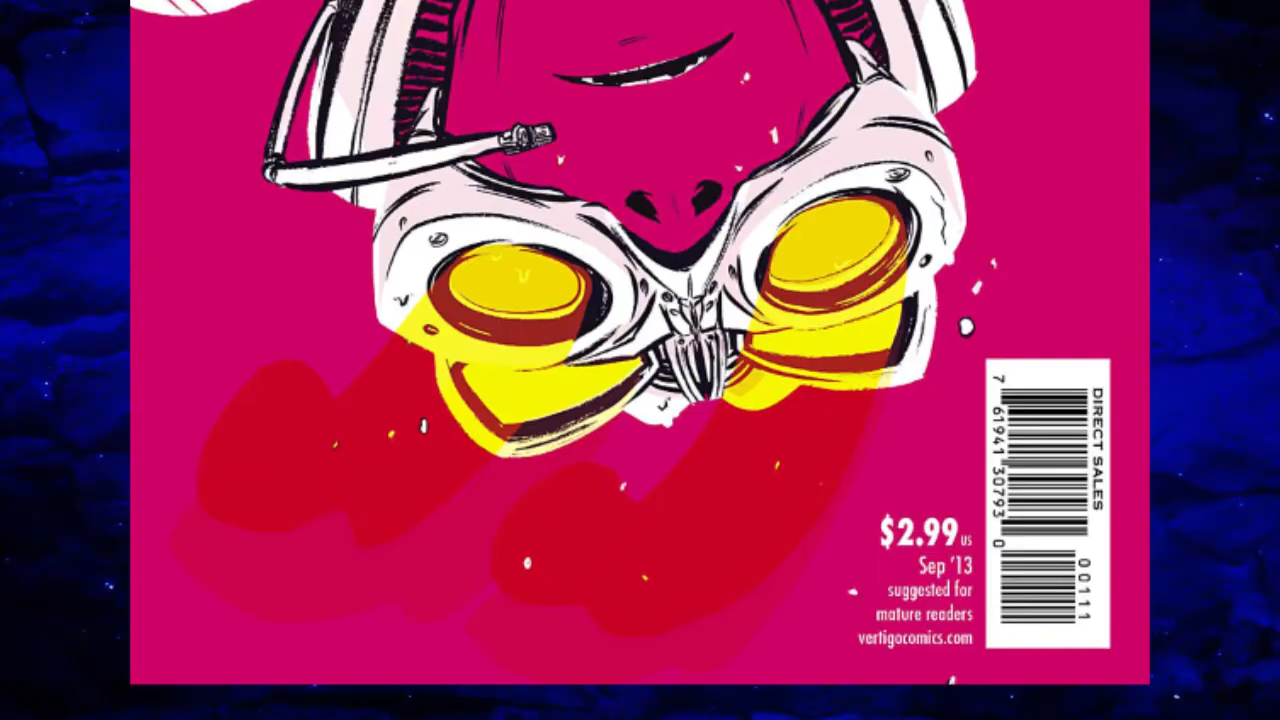 $2.99 US
Sep '13
suggested for
mature readers
vertigocomics.com
DIRECT SALES
7 61941 30793 0
00111